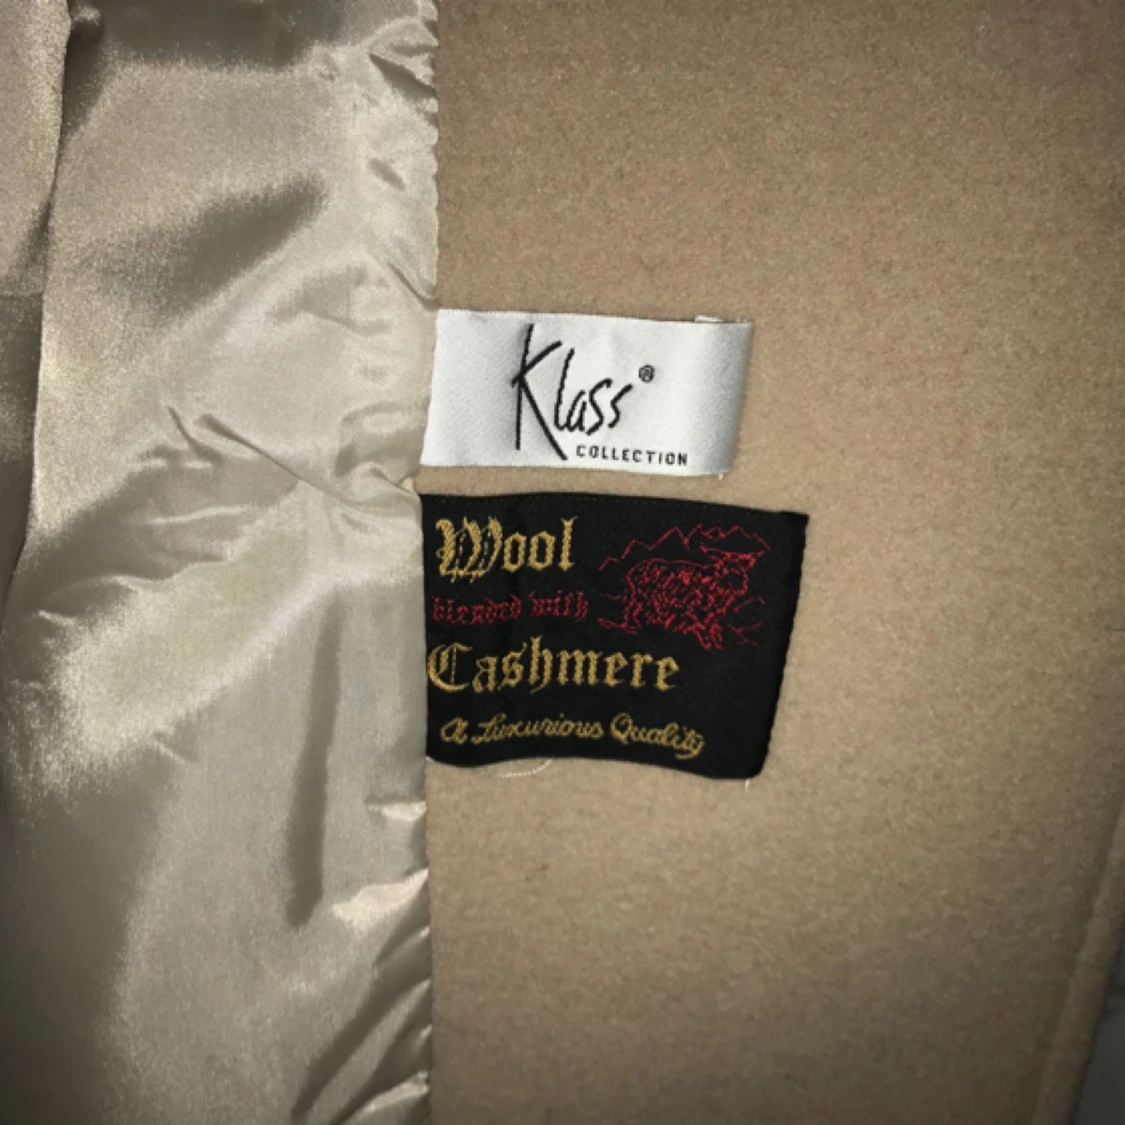 Klass®
COLLECTION
Wool
blended with
Cashmere
A Luxurious Quality